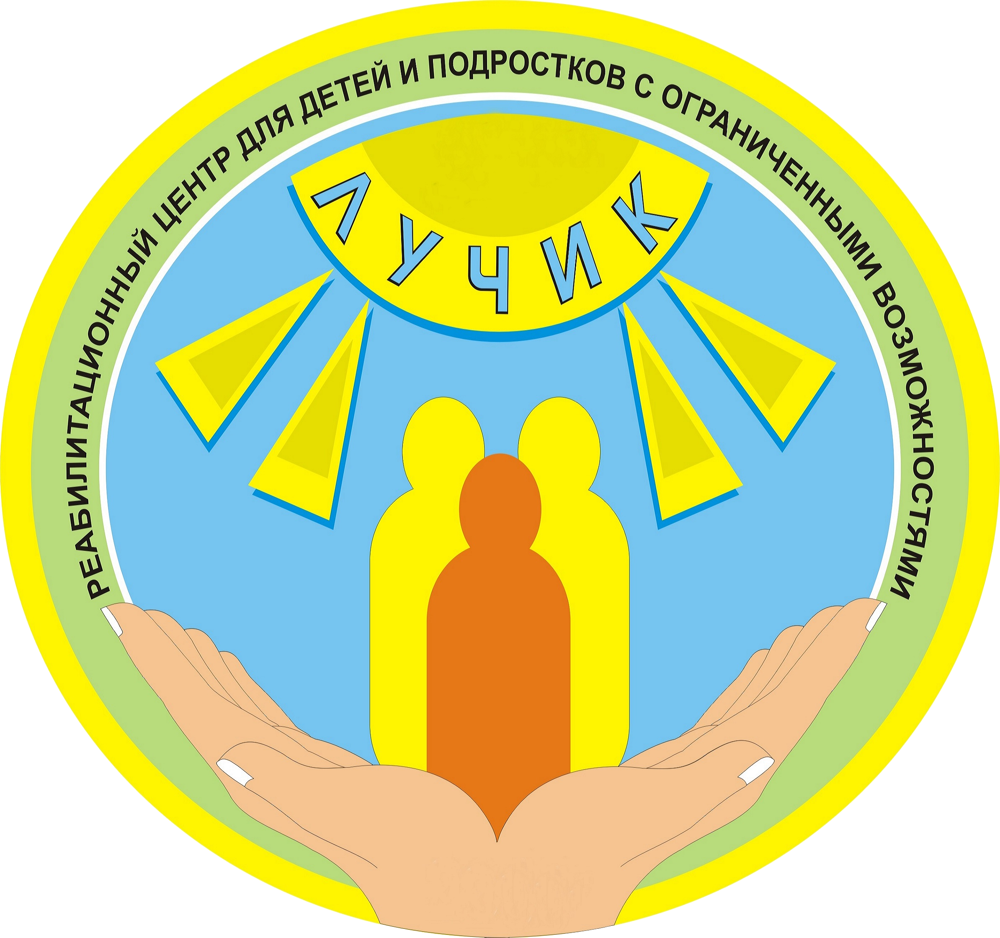 РЕАБИЛИТАЦИОННЫЙ ЦЕНТР ДЛЯ ДЕТЕЙ И ПОДРОСТКОВ С ОГРАНИЧЕННЫМИ ВОЗМОЖНОСТЯМИ
ЛУЧИК